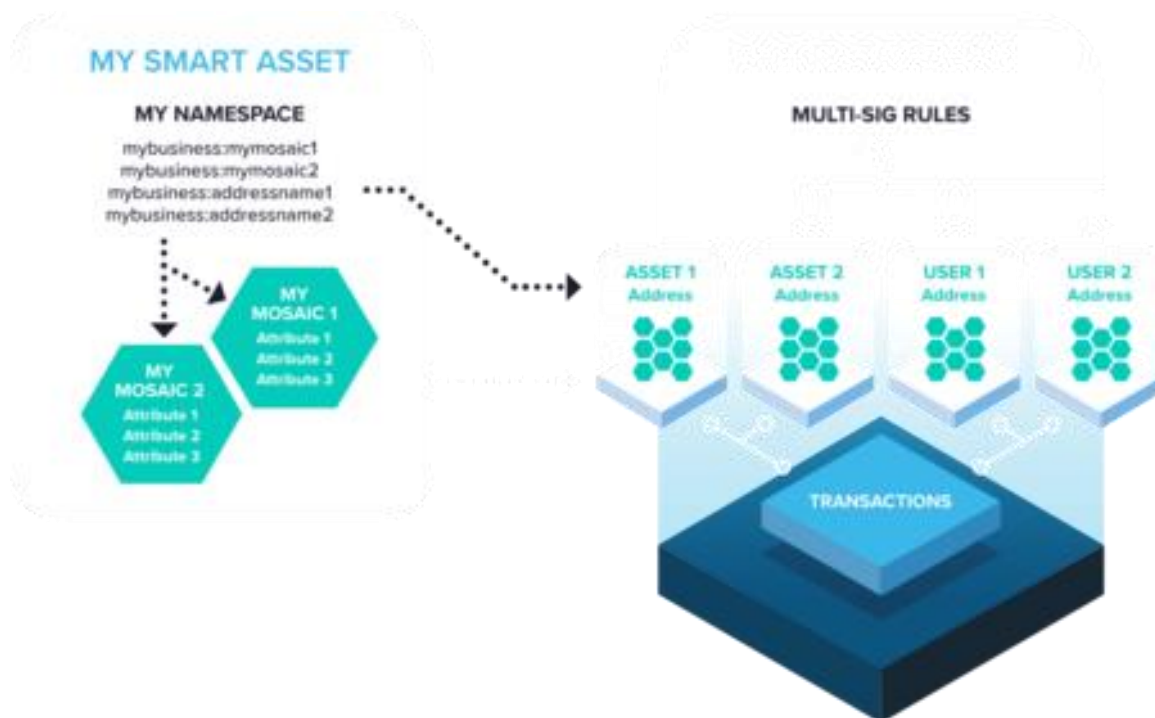 MY SMART ASSET
MY NAMESPACE
mybusiness:mymosaic1
mybusiness:mymosaic2
mybusiness:addressname1
mybusiness:addressname2
MY
MOSAIC 1
Attribute 1
Attribute 2
Attribute 3
MY
MOSAIC 2
Attribute 1
Attribute 2
Attribute 3
MULTI-SIG RULES
ASSET 1
Address
ASSET 2
Address
USER 1
Address
USER 2
Address
TRANSACTIONS